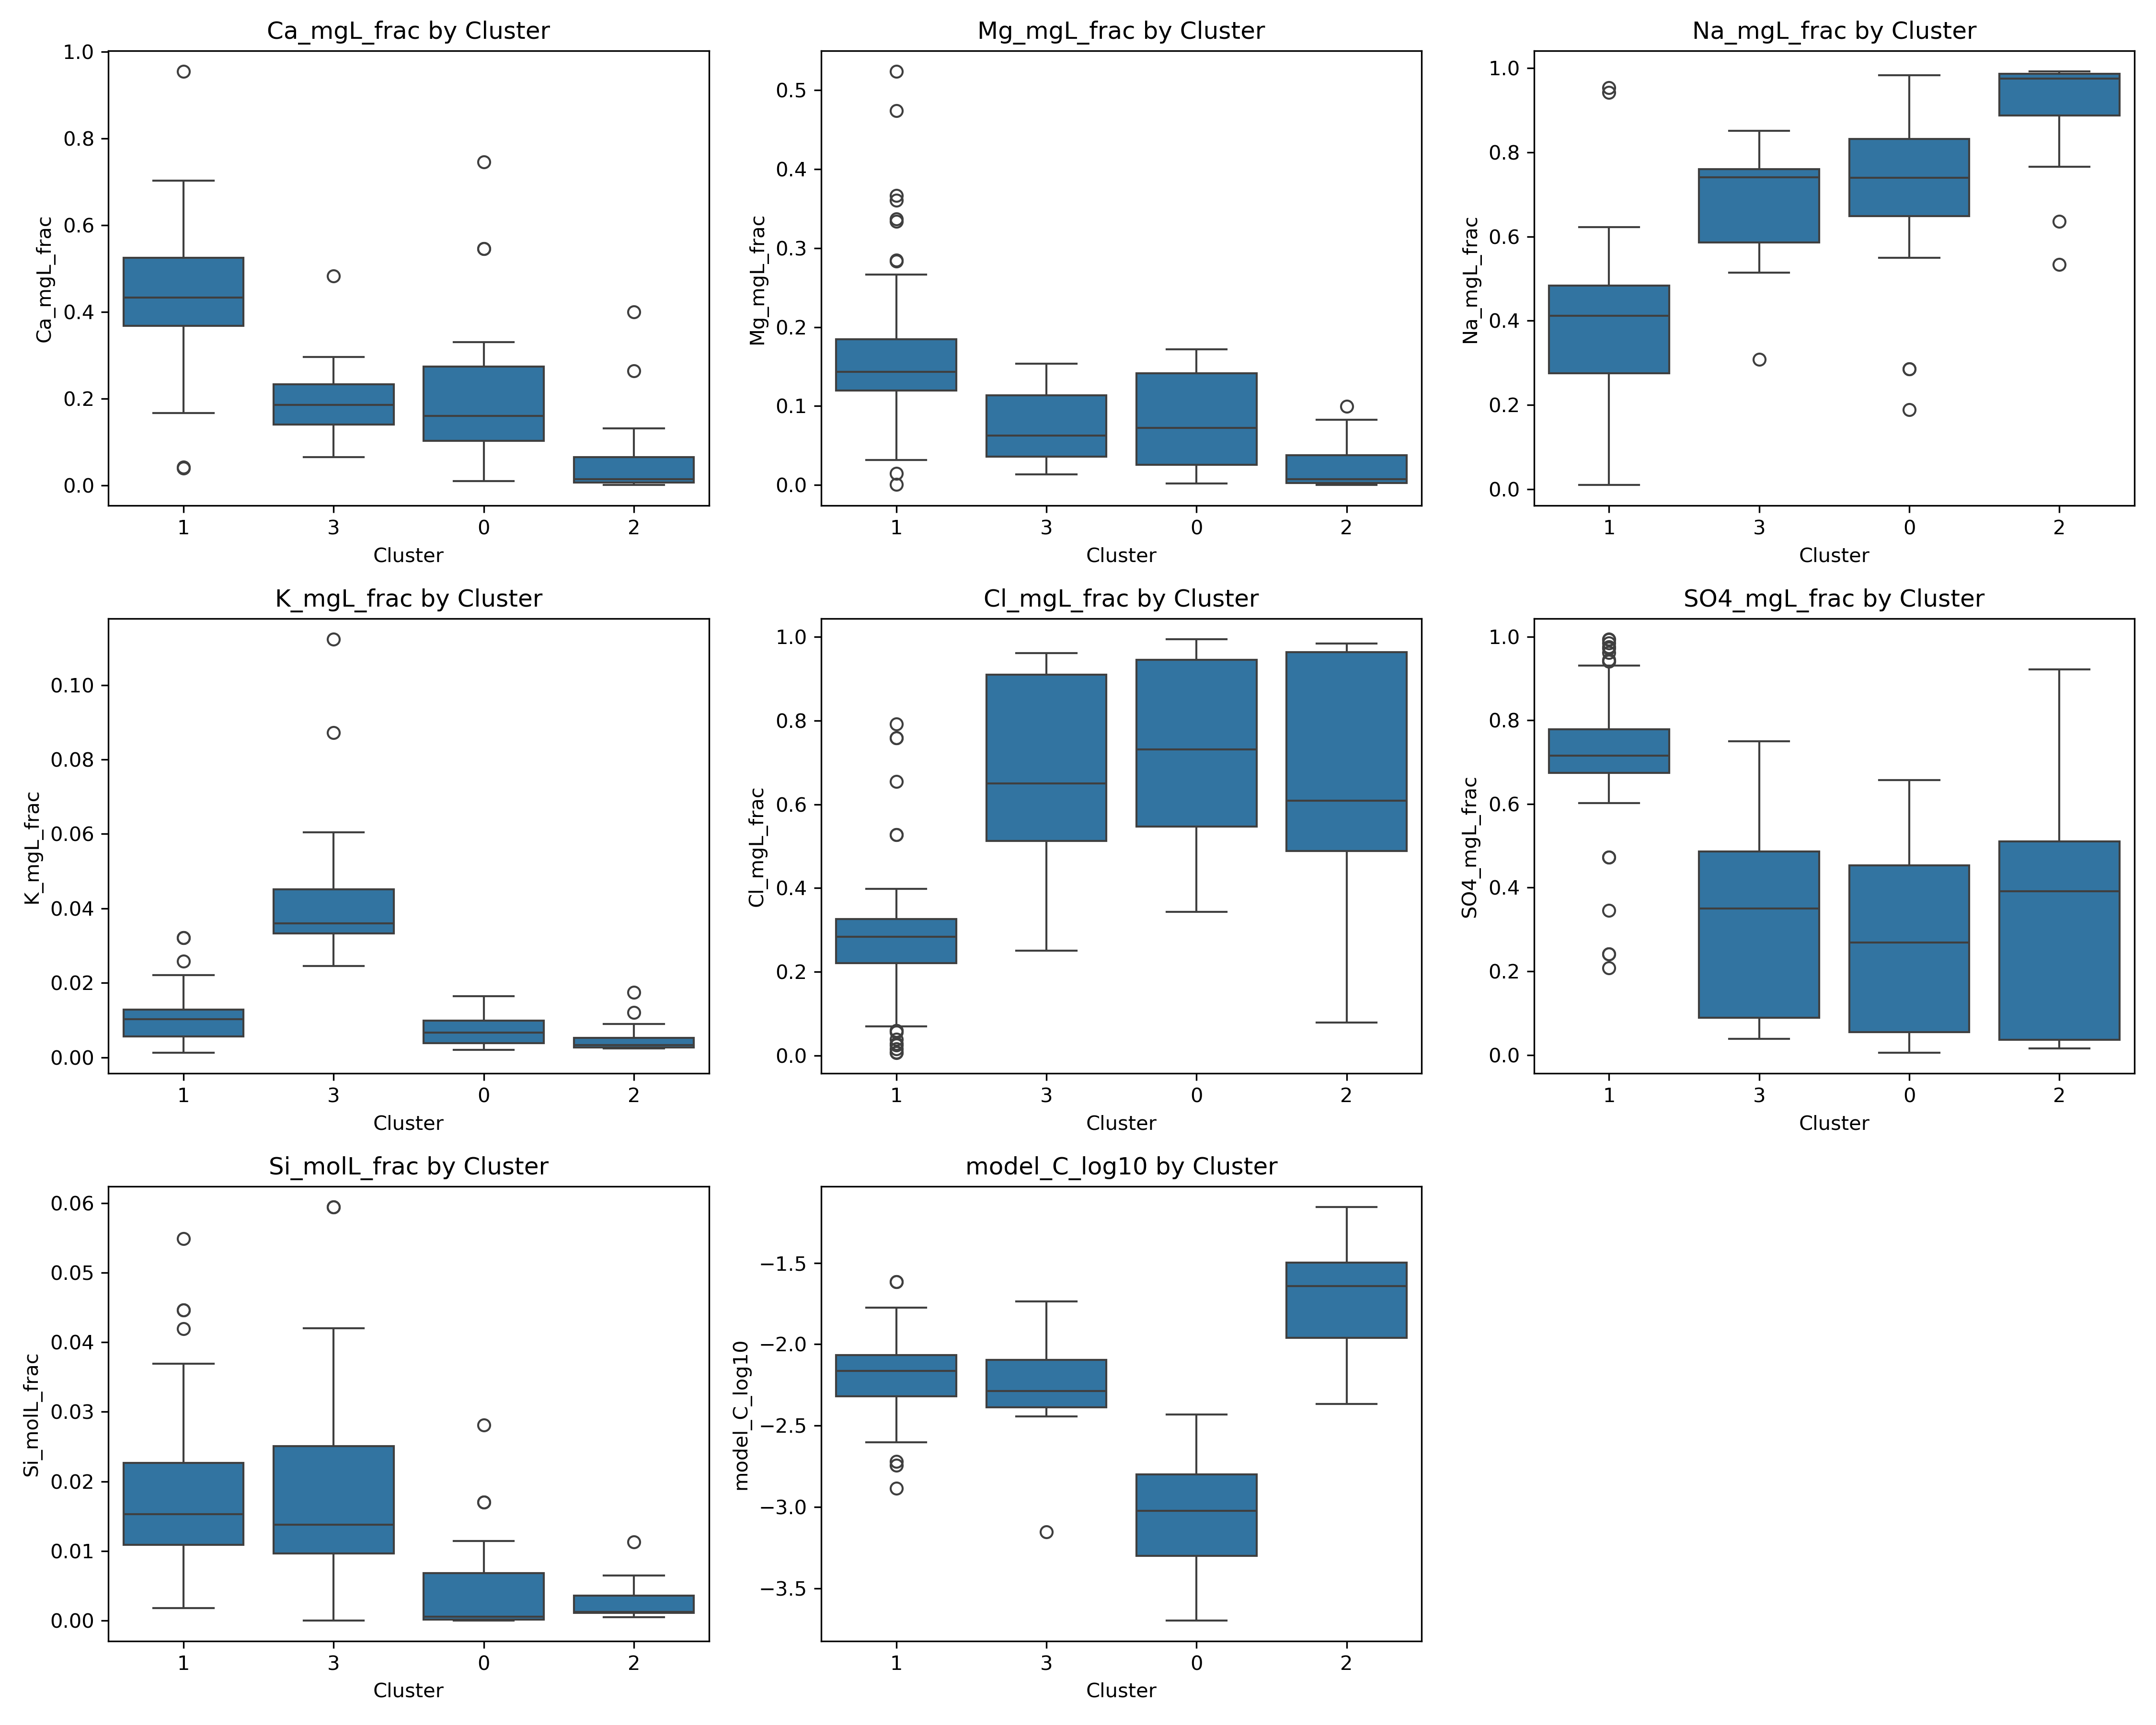 Ca_mgL_frac by Cluster
Ca_mgL_frac
1.0
0.8
0.6
0.4
0.2
0.0
1 3 0 2
Cluster
Mg_mgL_frac by Cluster
Mg_mgL_frac
0.5
0.4
0.3
0.2
0.1
0.0
1 3 0 2
Cluster
Na_mgL_frac by Cluster
Na_mgL_frac
1.0
0.8
0.6
0.4
0.2
0.0
1 3 0 2
Cluster
K_mgL_frac by Cluster
K_mgL_frac
0.10
0.08
0.06
0.04
0.02
0.00
1 3 0 2
Cluster
Cl_mgL_frac by Cluster
Cl_mgL_frac
1.0
0.8
0.6
0.4
0.2
0.0
1 3 0 2
Cluster
SO4_mgL_frac by Cluster
SO4_mgL_frac
1.0
0.8
0.6
0.4
0.2
0.0
1 3 0 2
Cluster
Si_molL_frac by Cluster
Si_molL_frac
0.06
0.05
0.04
0.03
0.02
0.01
0.00
1 3 0 2
Cluster
model_C_log10 by Cluster
model_C_log10
−1.5
−2.0
−2.5
−3.0
−3.5
1 3 0 2
Cluster